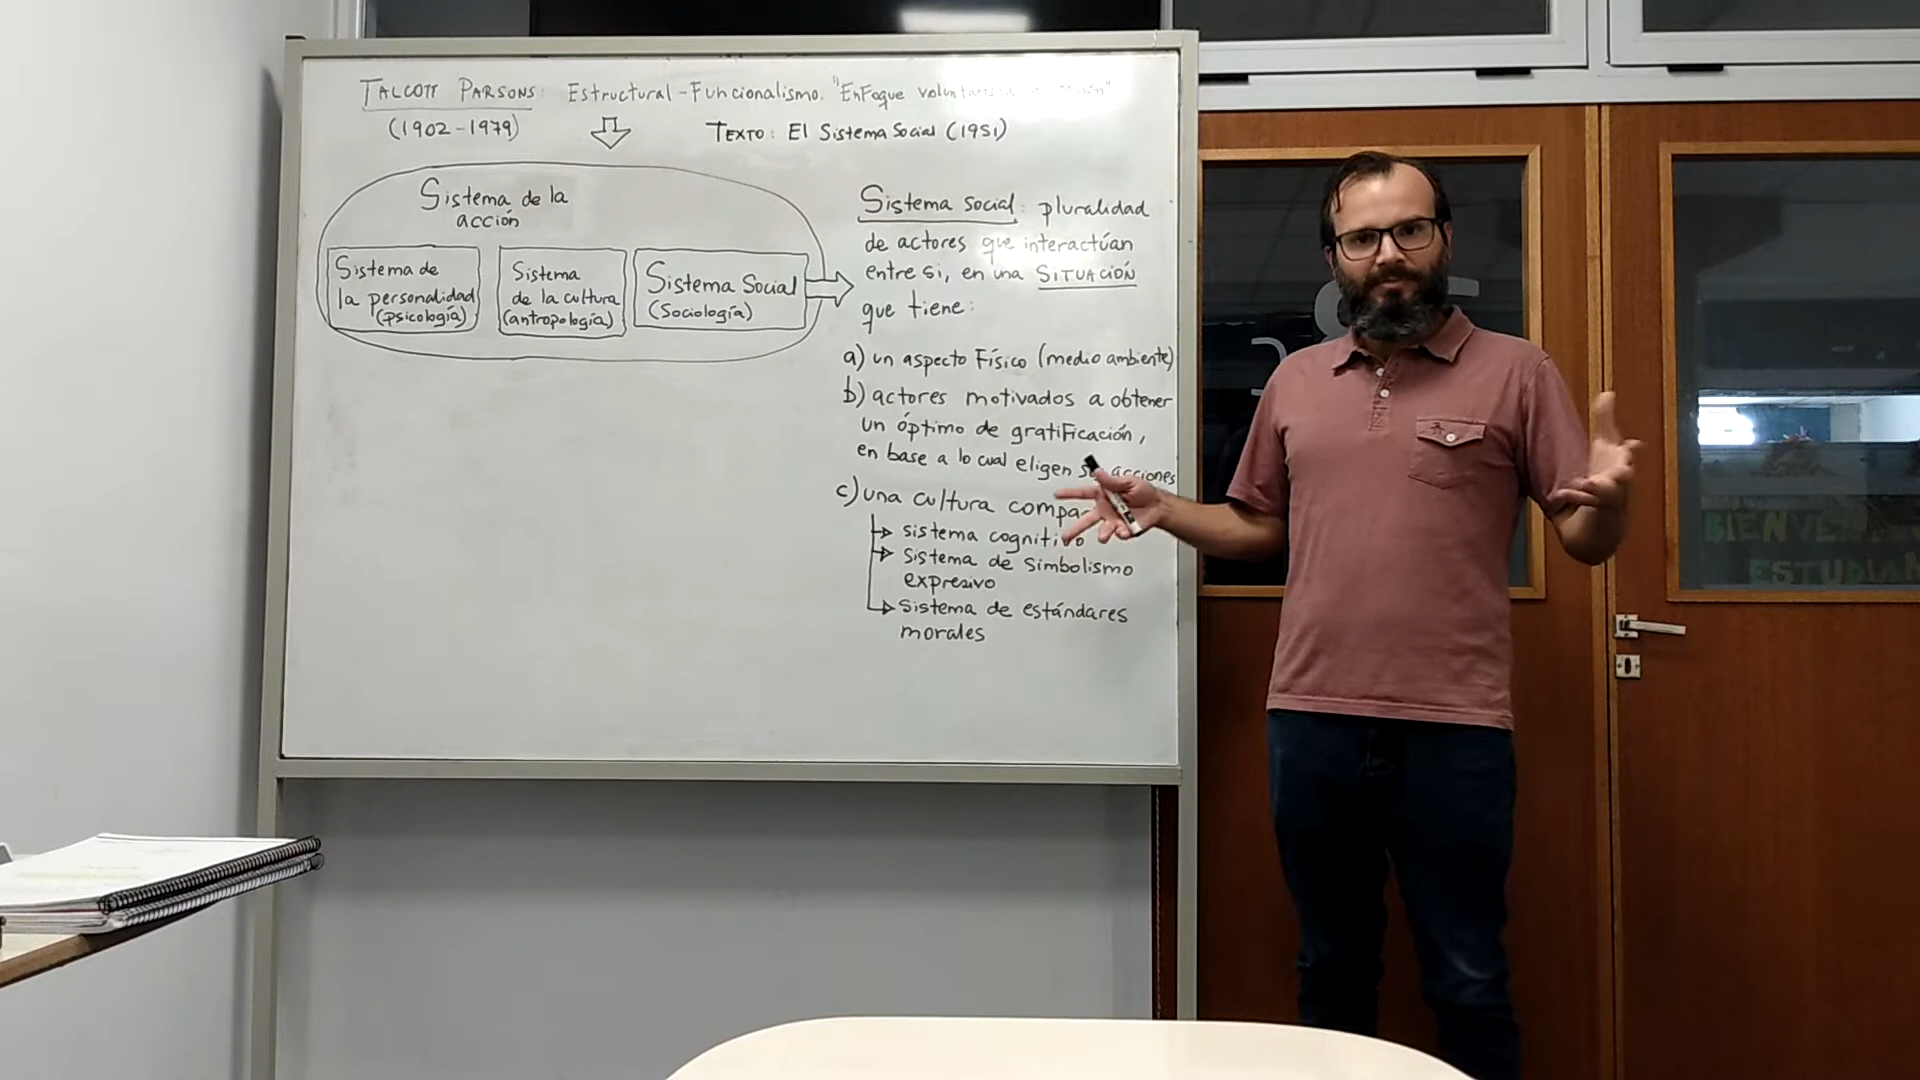 TALCOTT PARSONS: Estructural-Funcionalismo. "EnFoque
(1902-1979)
TEXTO: El Sistema Social (1951)
Sistema de la
acción
Sistema de
la personalidad
(psicología)
Sistema
de la cultura
(antropología)
Sistema Social
(Sociología)
Sistema social: pluralidad
de actores que interactúan
entre si, en una SITUACIÓN
que tiene:
a) un aspecto Físico (medio ambiente)
b) actores motivados a obtener
un óptimo de gratiFicación,
en base a lo cual eligen acciones
c) una cultura
sistema cognitivo
Sistema de Simbolismo
expresivo
Sistema de estándares
morales